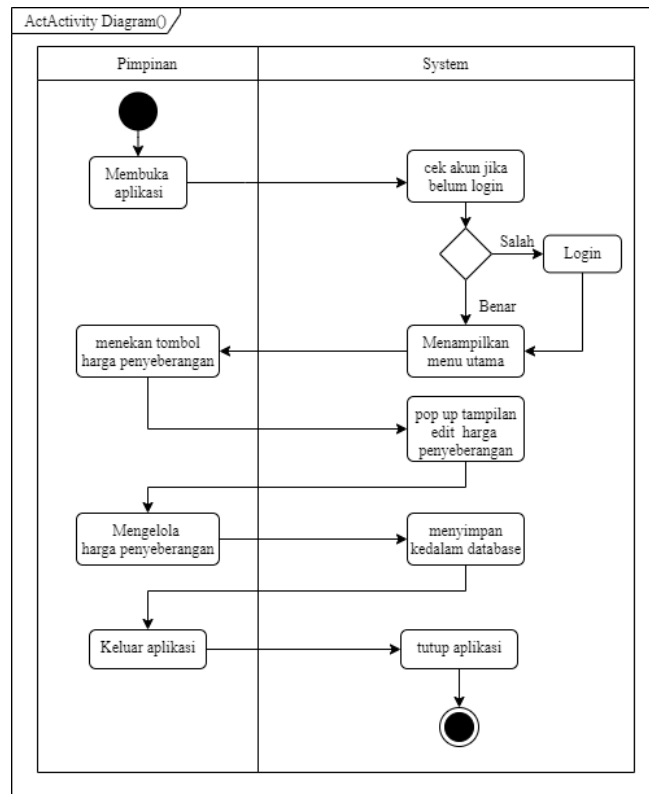 ActActivity Diagram()
Pimpinan
System
Membuka
aplikasi
cek akun jika
belum login
Salah
Login
Benar
menekan tombol
harga penyeberangan
Menampilkan
menu utama
pop up tampilan
edit harga
penyeberangan
Mengelola
harga penyeberangan
menyimpan
kedalam database
Keluar aplikasi
tutup aplikasi